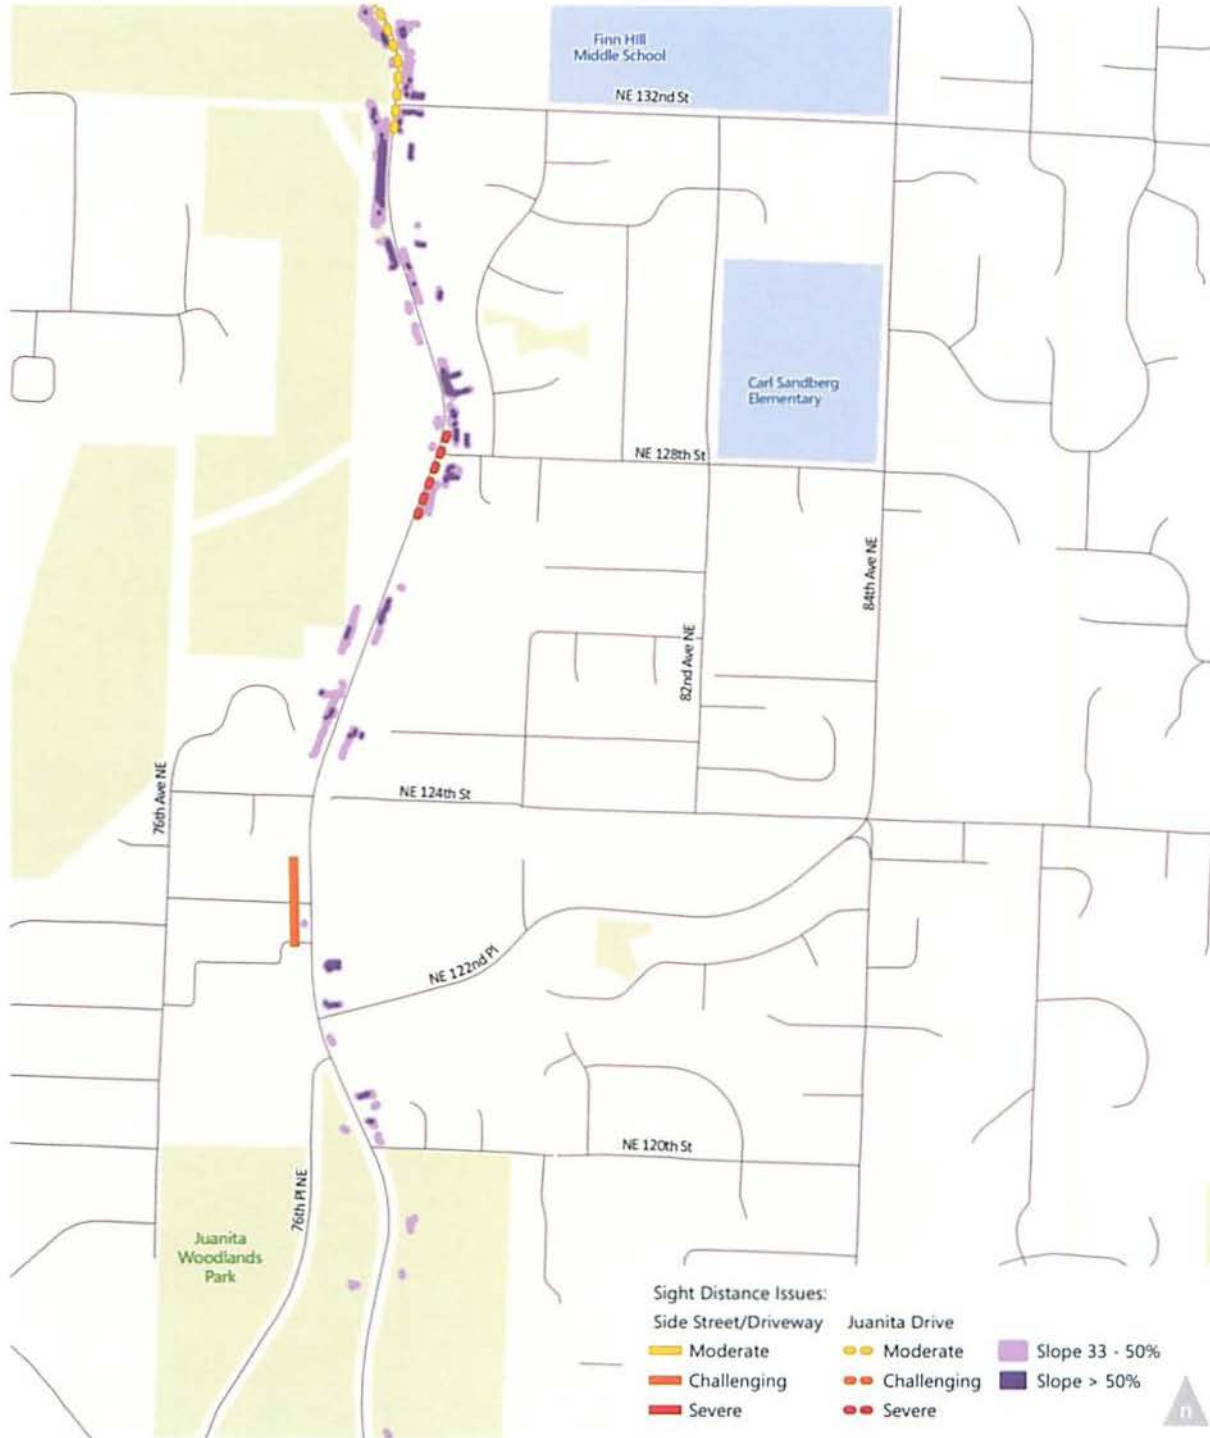 Finn Hill
Middle School
NE 132nd St
Carl Sandberg
Elementary
NE 128th St
84th Ave NE
82nd Ave NE
76th Ave NE
NE 124th St
NE 122nd Pl
NE 120th St
76th Pl NE
Juanita
Woodlands
Park
Sight Distance Issues:
Side Street/Driveway Juanita Drive
Moderate Moderate Slope 33 - 50%
Challenging Challenging Slope > 50%
Severe Severe
n